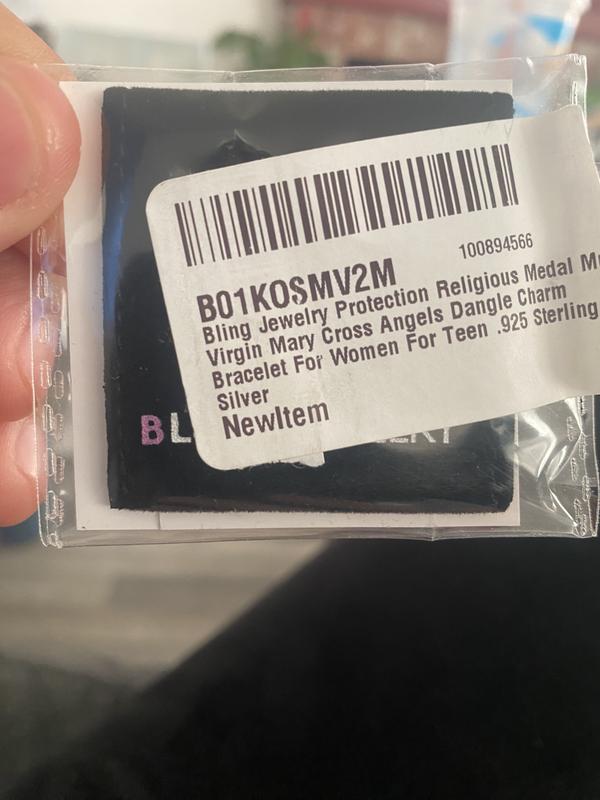 100894566
B01KOSMV2M
Bling Jewelry Protection Religious Medal
Virgin Mary Cross Angels Dangle Charm
Bracelet For Women For Teen .925 Sterling
Silver
NewItem